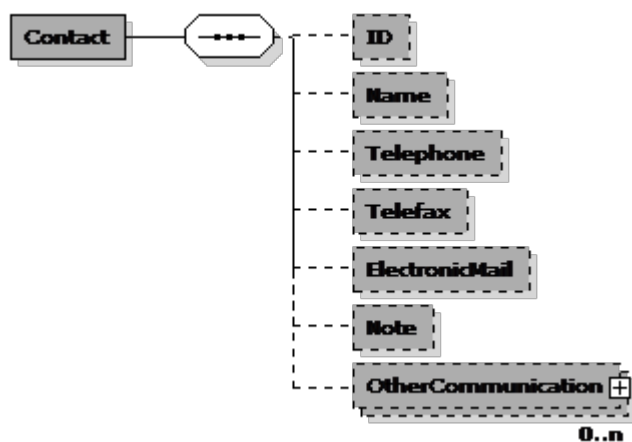 Contact
ID
Name
Telephone
Telefax
ElectronicMail
Note
OtherCommunication
0..n